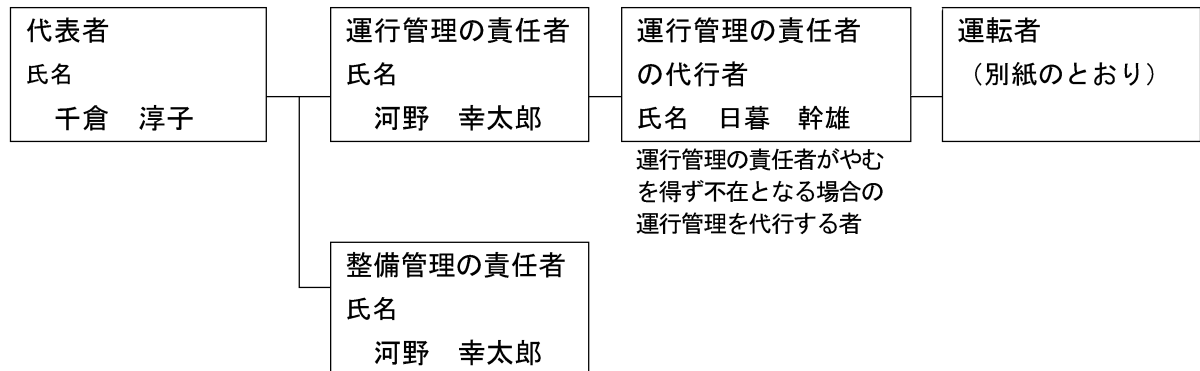 代表者
氏名
千倉　淳子
運行管理の責任者
氏名
河野　幸太郎
運行管理の責任者
の代行者
氏名　日暮　幹雄
運行管理の責任者がやむ
を得ず不在となる場合の
運行管理を代行する者
運転者
（別紙のとおり）
整備管理の責任者
氏名
河野　幸太郎